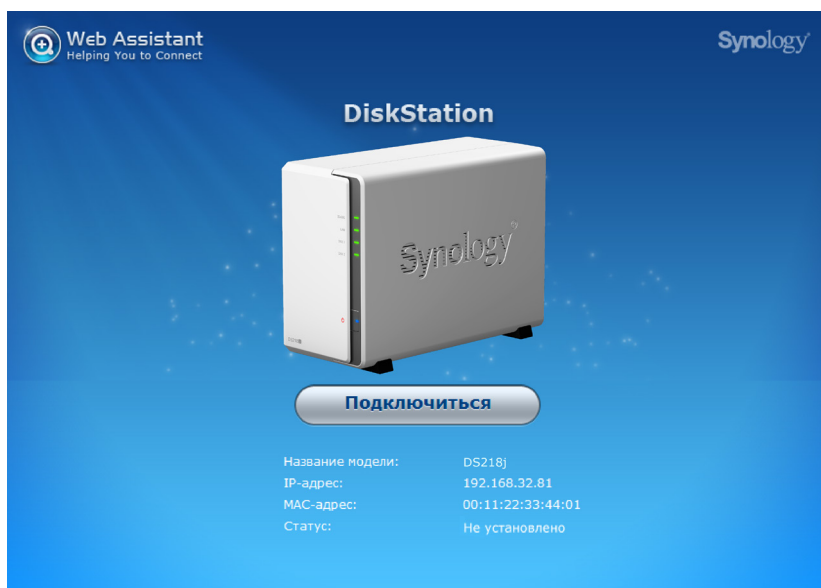 Web Assistant
Helping You to Connect
Synology
DiskStation
Synology
Подключиться
Название модели: DS218j
IP-адрес: 192.168.32.81
MAC-адрес: 00:11:22:33:44:01
Статус: Не установлено